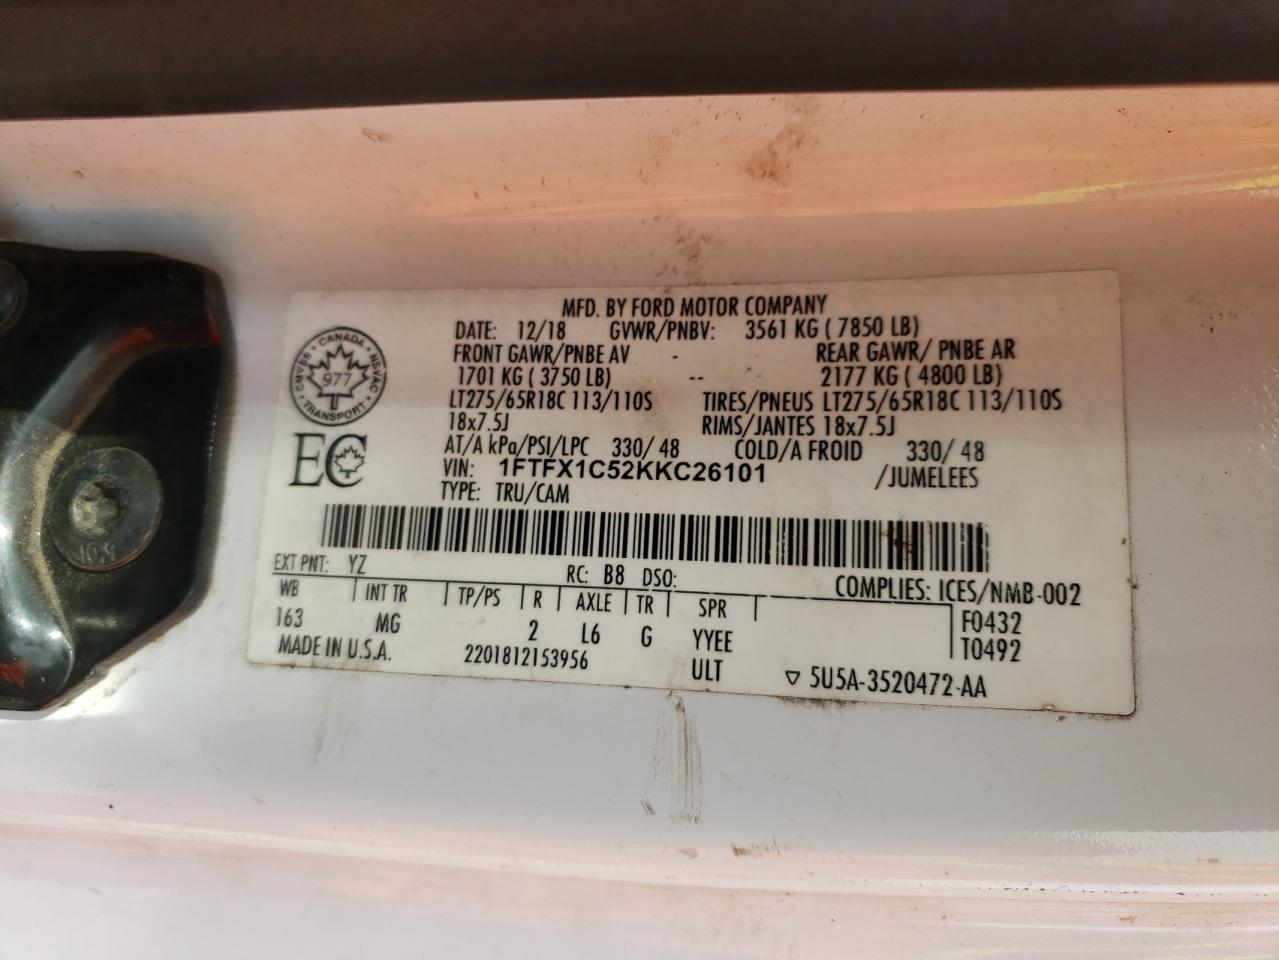 MFD. BY FORD MOTOR COMPANY
DATE: 12/18 GVWR/PNBV: 3561 KG ( 7850 LB)
FRONT GAWR/PNBE AV - REAR GAWR/ PNBE AR
1701 KG ( 3750 LB) -- 2177 KG ( 4800 LB)
LT275/65R18C 113/110S TIRES/PNEUS LT275/65R18C 113/110S
18x7.5J RIMS/JANTES 18x7.5J
AT/A kPa/PSI/LPC 330/ 48 COLD/A FROID 330/ 48
VIN: 1FTFX1C52KKC26101 /JUMELEES
TYPE: TRU/CAM
CANADA
CMVSS • NSVAC
977
TRANSPORT
EC
EXT PNT: YZ RC: B8 DSO: COMPLIES: ICES/NMB-002
WB | INT TR | TP/PS | R | AXLE | TR | SPR | F0432
163 MG 2 L6 G YYEE T0492
MADE IN U.S.A. 2201812153956 ULT ▽ 5U5A-3520472-AA
10.9